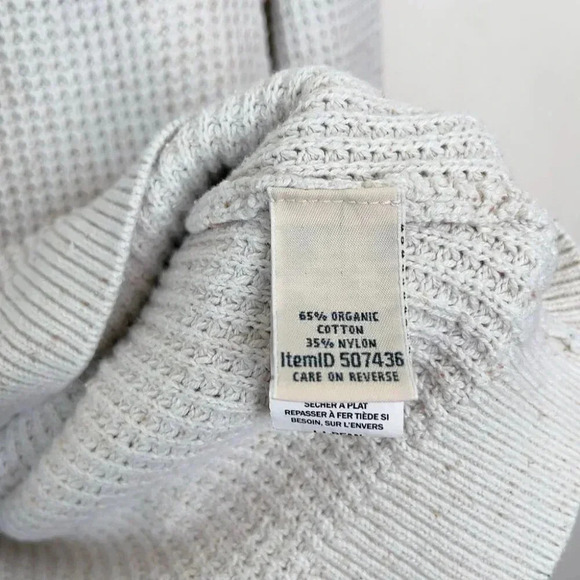 65% ORGANIC
COTTON
35% NYLON
ItemID 507436
CARE ON REVERSE
SECHER A PLAT
REPASSER À FER TIÈDE SI
BESOIN, SUR L'ENVERS